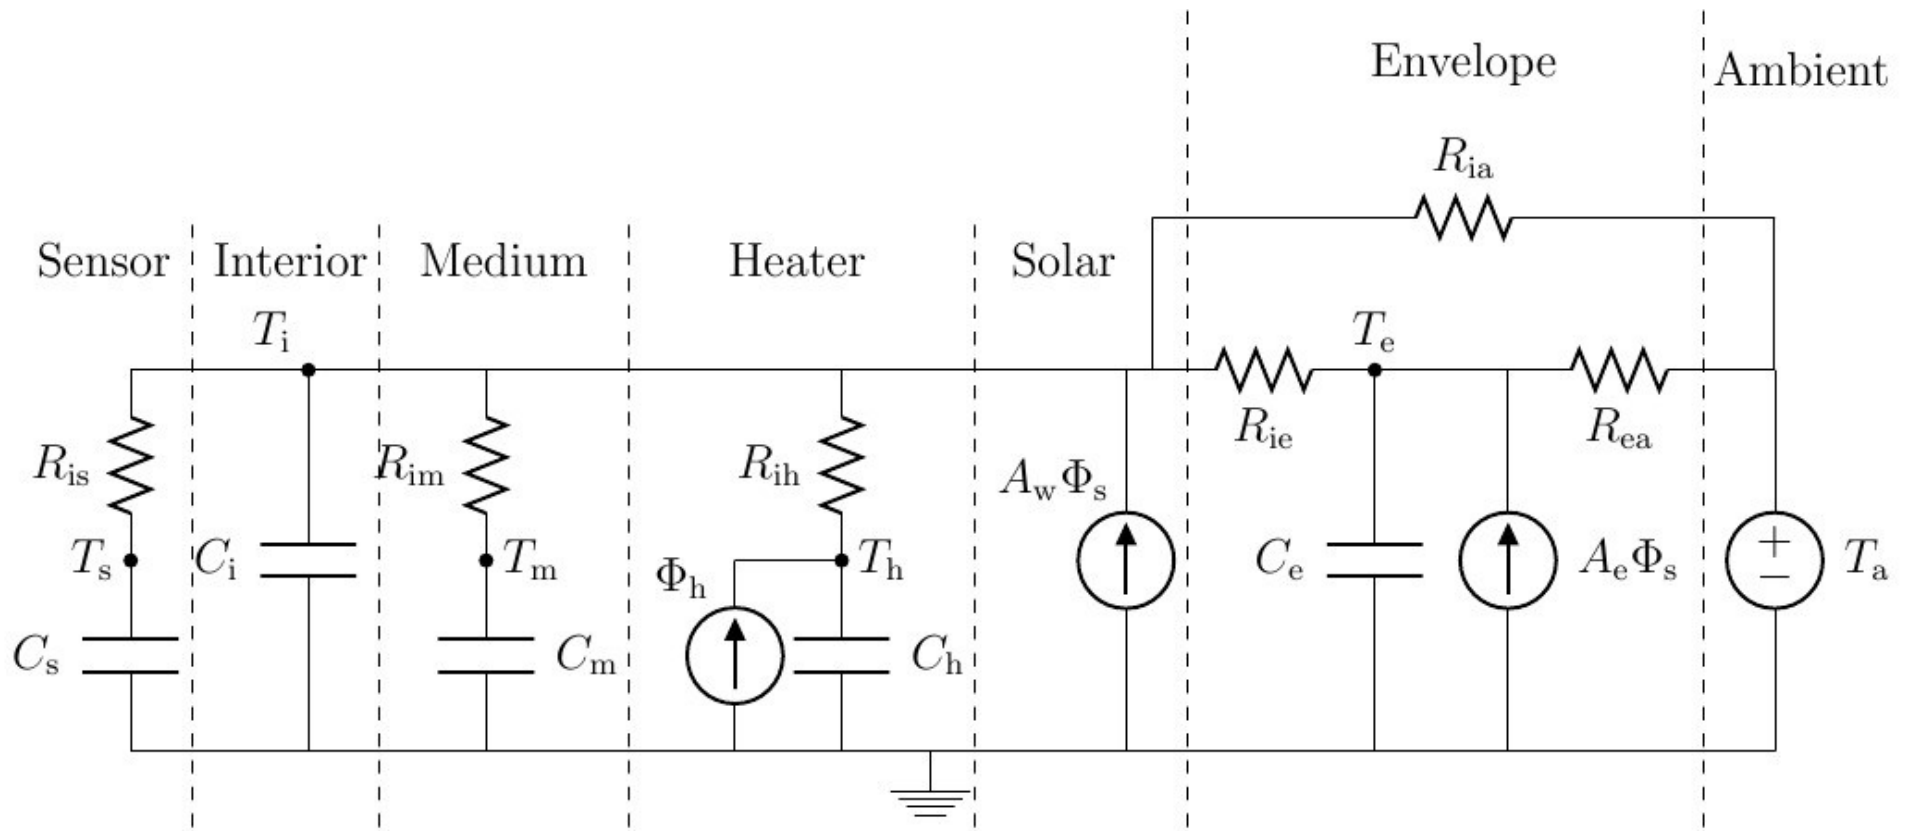 Envelope
Ambient
R_ia
Sensor
Interior
Medium
Heater
Solar
T_i
T_e
R_is
R_im
R_ih
A_wΦ_s
R_ie
R_ea
T_s
C_i
T_m
Φ_h
T_h
C_e
A_eΦ_s
+
−
T_a
C_s
C_m
C_h